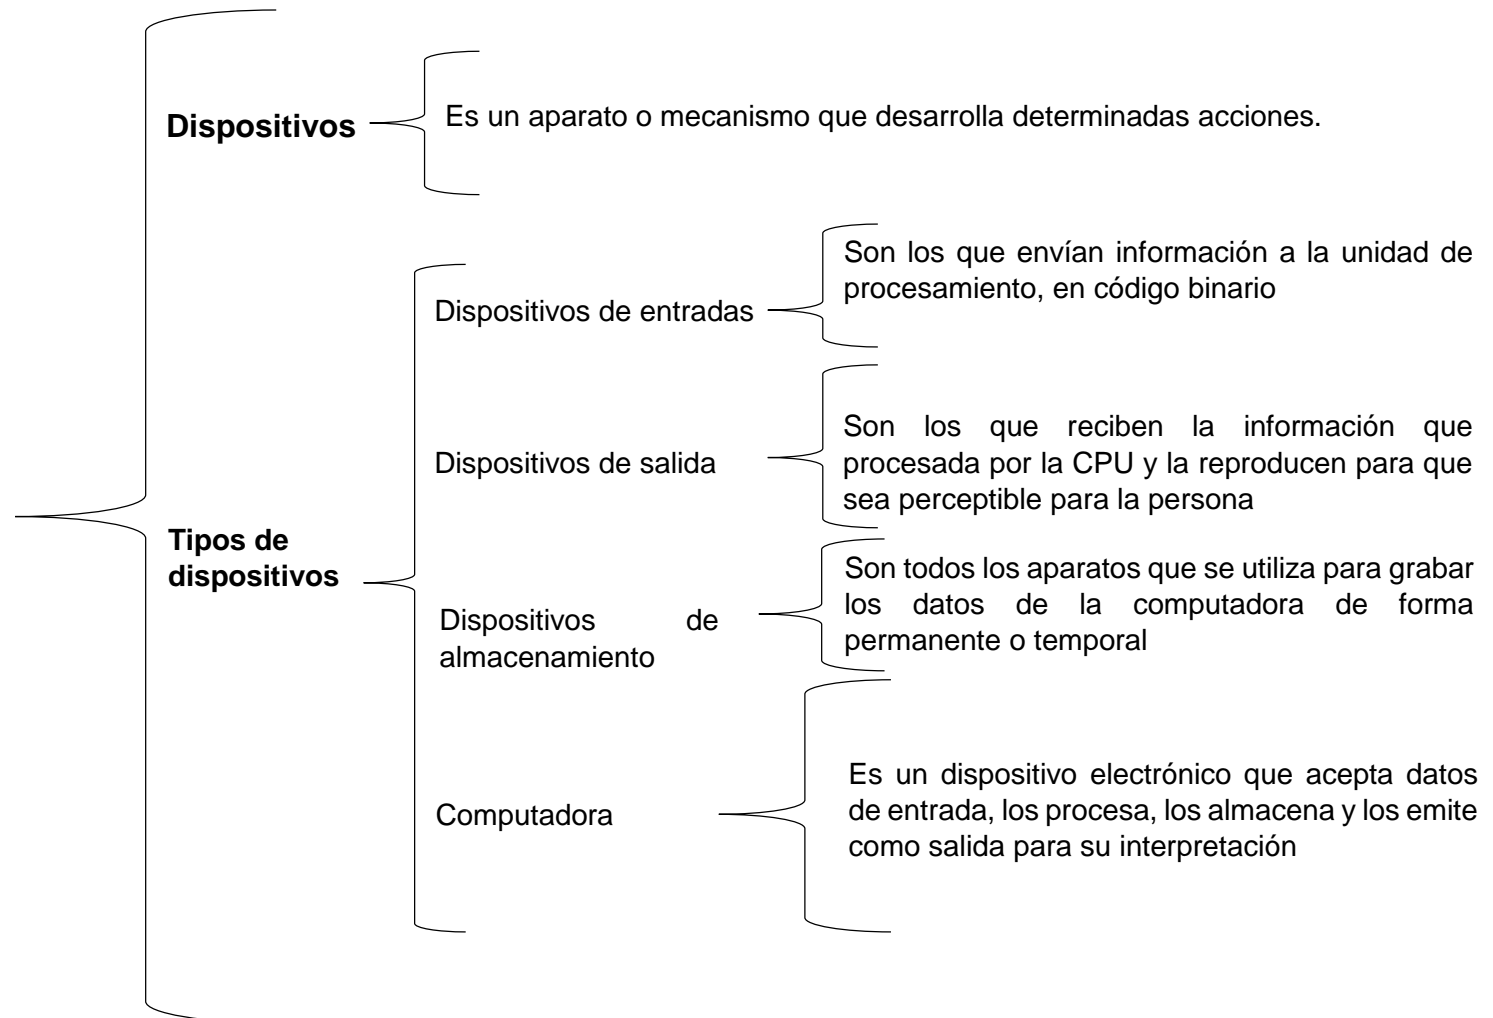 Dispositivos
Es un aparato o mecanismo que desarrolla determinadas acciones.
Tipos de
dispositivos
Dispositivos de entradas
Son los que envían información a la unidad de
procesamiento, en código binario
Dispositivos de salida
Son los que reciben la información que
procesada por la CPU y la reproducen para que
sea perceptible para la persona
Dispositivos de
almacenamiento
Son todos los aparatos que se utiliza para grabar
los datos de la computadora de forma
permanente o temporal
Computadora
Es un dispositivo electrónico que acepta datos
de entrada, los procesa, los almacena y los emite
como salida para su interpretación